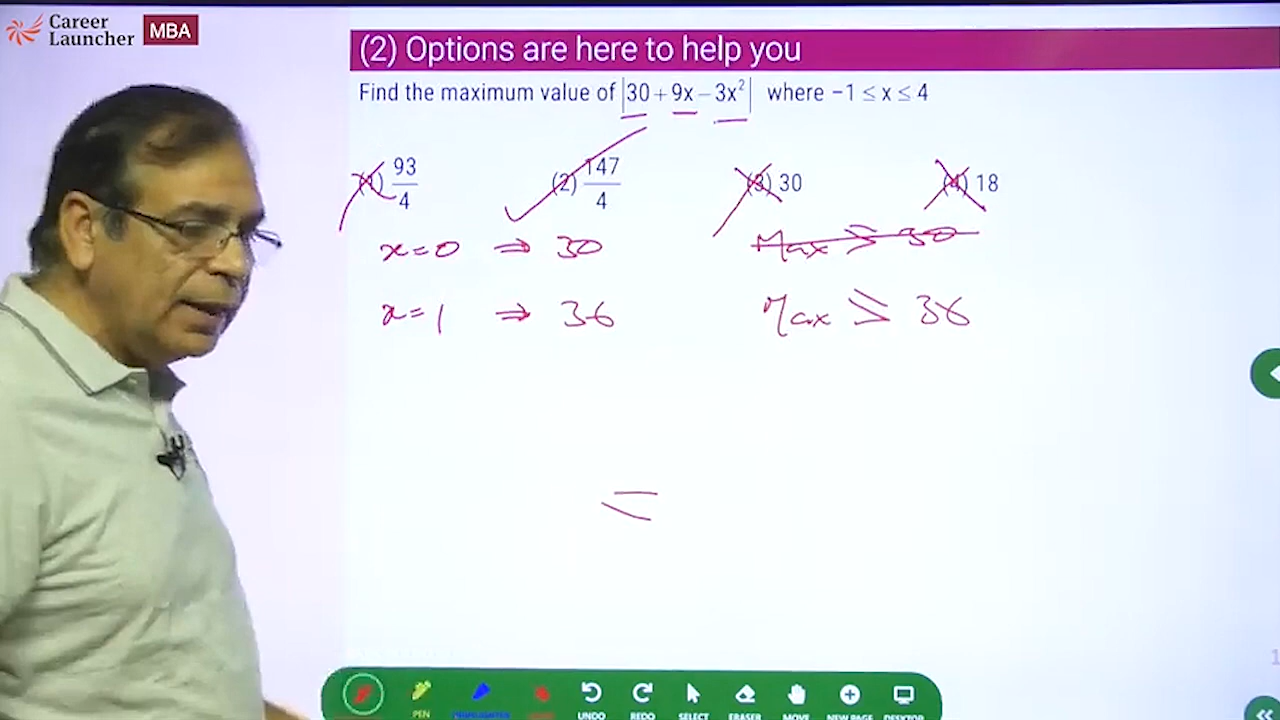 Career
Launcher MBA
(2) Options are here to help you
Find the maximum value of |30 + 9x – 3x²| where –1 ≤ x ≤ 4
(1) 93/4 (2) 147/4 (3) 30 (4) 18
x=0 ⇒ 30 Max ≥ 30
x=1 ⇒ 36 Max ≥ 36
PEN HIGHLIGHTER UNDO REDO SELECT ERASER MOVE NEW PAGE DESKTOP